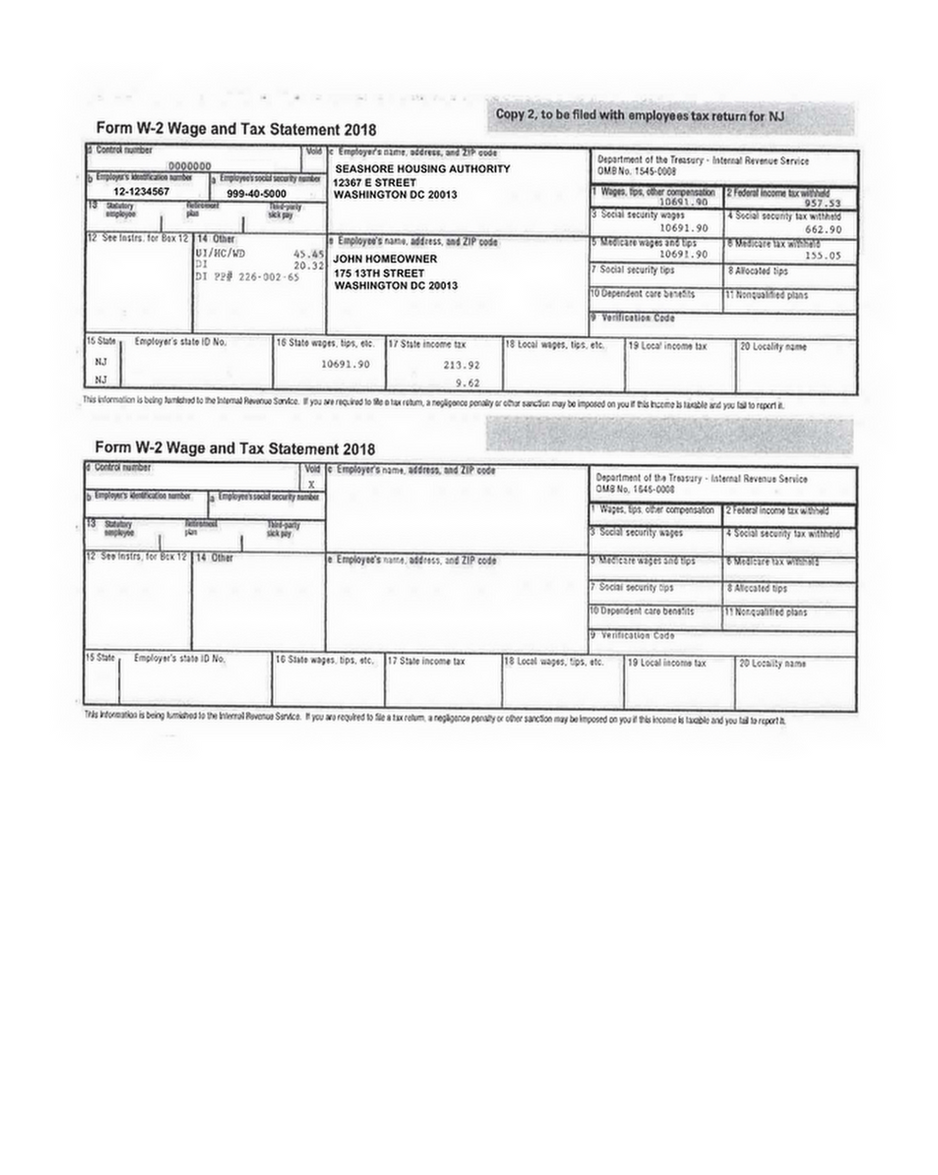 Copy 2, to be filed with employees tax return for NJ
Form W-2 Wage and Tax Statement 2018
d Control number
0000000
Void
c Employer's name, address, and ZIP code
SEASHORE HOUSING AUTHORITY
12367 E STREET
WASHINGTON DC 20013
Department of the Treasury - Internal Revenue Service
OMB No. 1545-0008
b Employer's identification number
12-1234567
a Employee's social security number
999-40-5000
1 Wages, tips, other compensation
10691.90
2 Federal income tax withheld
957.53
13 Statutory employee
Retirement plan
Third-party sick pay
3 Social security wages
10691.90
4 Social security tax withheld
662.90
12 See Instrs. for Box 12
14 Other
UI/HC/WD 45.45
DI 20.32
DI PP# 226-002-65
e Employee's name, address, and ZIP code
JOHN HOMEOWNER
175 13TH STREET
WASHINGTON DC 20013
5 Medicare wages and tips
10691.90
6 Medicare tax withheld
155.05
7 Social security tips
8 Allocated tips
10 Dependent care benefits
11 Nonqualified plans
9 Verification Code
15 State
Employer's state ID No.
16 State wages, tips, etc.
17 State income tax
18 Local wages, tips, etc.
19 Local income tax
20 Locality name
NJ 10691.90 213.92
NJ 9.62
This information is being furnished to the Internal Revenue Service. If you are required to file a tax return, a negligence penalty or other sanction may be imposed on you if this income is taxable and you fail to report it.
Form W-2 Wage and Tax Statement 2018
d Control number
Void
X
c Employer's name, address, and ZIP code
Department of the Treasury - Internal Revenue Service
OMB No. 1545-0008
b Employer's identification number
a Employee's social security number
1 Wages, tips, other compensation
2 Federal income tax withheld
13 Statutory employee
Retirement plan
Third-party sick pay
3 Social security wages
4 Social security tax withheld
12 See Instrs. for Box 12
14 Other
e Employee's name, address, and ZIP code
5 Medicare wages and tips
6 Medicare tax withheld
7 Social security tips
8 Allocated tips
10 Dependent care benefits
11 Nonqualified plans
9 Verification Code
15 State
Employer's state ID No.
16 State wages, tips, etc.
17 State income tax
18 Local wages, tips, etc.
19 Local income tax
20 Locality name
This information is being furnished to the Internal Revenue Service. If you are required to file a tax return, a negligence penalty or other sanction may be imposed on you if this income is taxable and you fail to report it.